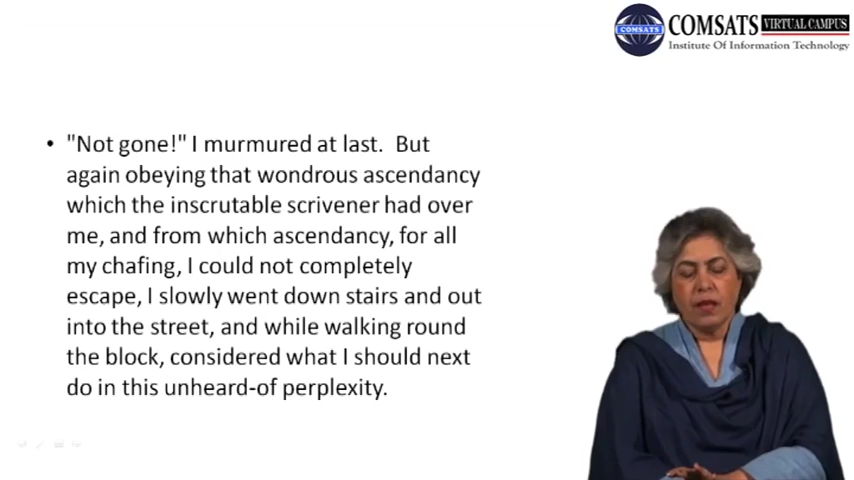 COMSATS
COMSATS VIRTUAL CAMPUS
Institute Of Information Technology
• "Not gone!" I murmured at last. But
again obeying that wondrous ascendancy
which the inscrutable scrivener had over
me, and from which ascendancy, for all
my chafing, I could not completely
escape, I slowly went down stairs and out
into the street, and while walking round
the block, considered what I should next
do in this unheard-of perplexity.